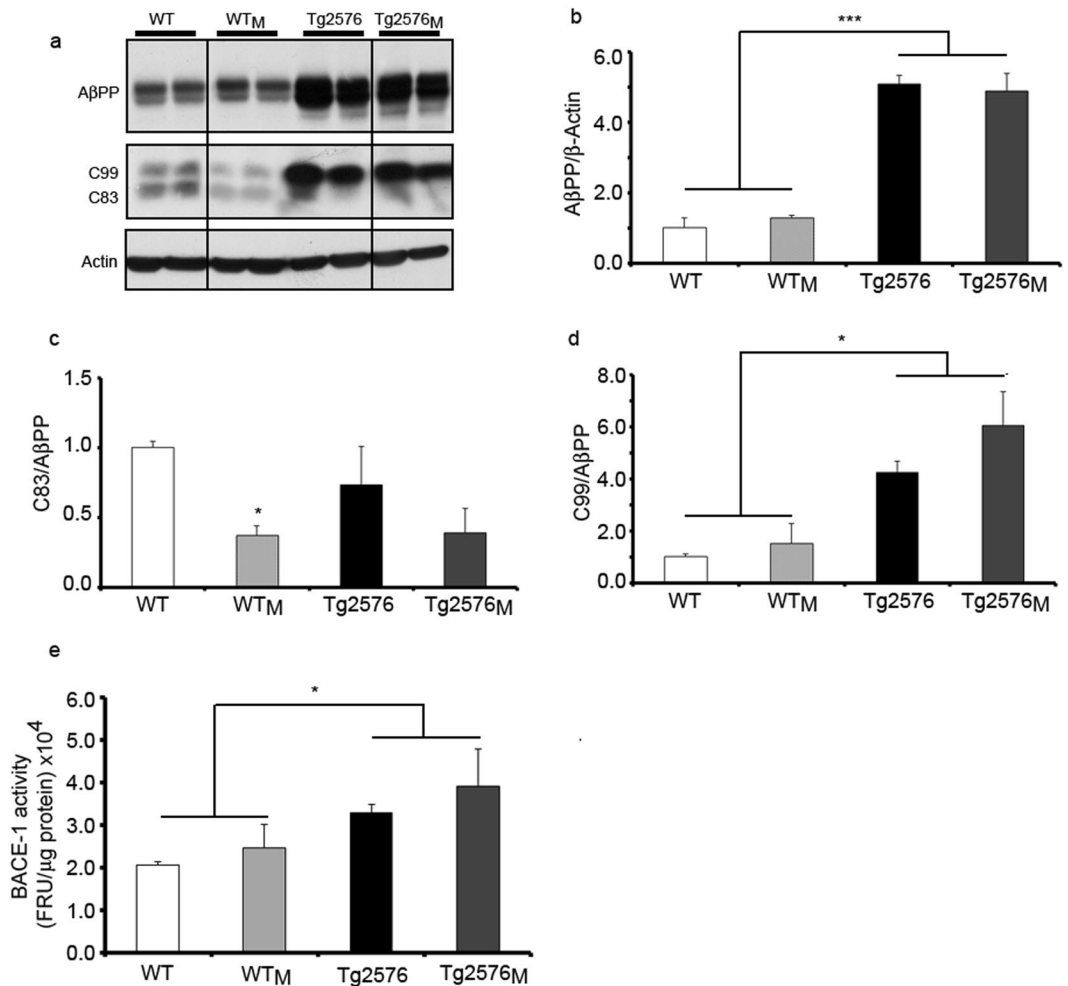 a
WT WTM Tg2576 Tg2576M
AβPP
C99
C83
Actin
b
***
AβPP/β-Actin
6.0
4.0
2.0
0.0
WT WTM Tg2576 Tg2576M
c
C83/AβPP
1.5
1.0
0.5
0.0
*
WT WTM Tg2576 Tg2576M
d
*
C99/AβPP
8.0
6.0
4.0
2.0
0.0
WT WTM Tg2576 Tg2576M
e
*
BACE-1 activity
(FRU/µg protein) x10⁴
6.0
5.0
4.0
3.0
2.0
1.0
0.0
WT WTM Tg2576 Tg2576M